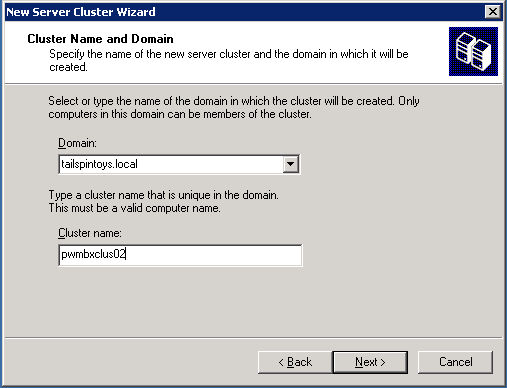 New Server Cluster Wizard
Cluster Name and Domain
Specify the name of the new server cluster and the domain in which it will be
created.
Select or type the name of the domain in which the cluster will be created. Only
computers in this domain can be members of the cluster.
Domain:
tailspintoys.local
Type a cluster name that is unique in the domain.
This must be a valid computer name.
Cluster name:
pwmbxclus02
< Back
Next >
Cancel